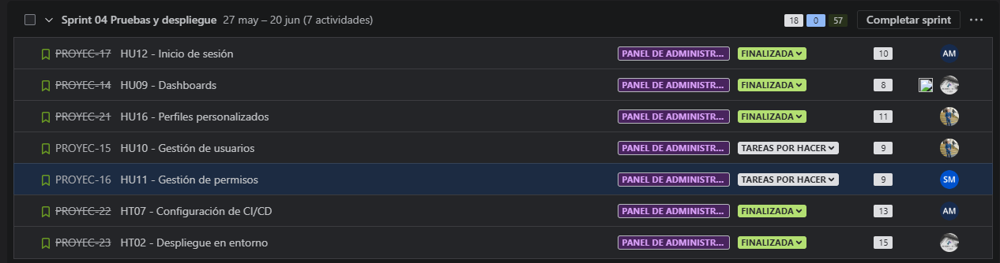 Sprint 04 Pruebas y despliegue 27 may – 20 jun (7 actividades) 18 0 57 Completar sprint
PROYEC-17 HU12 - Inicio de sesión PANEL DE ADMINISTR... FINALIZADA 10 AM
PROYEC-14 HU09 - Dashboards PANEL DE ADMINISTR... FINALIZADA 8
PROYEC-21 HU16 - Perfiles personalizados PANEL DE ADMINISTR... FINALIZADA 11
PROYEC-15 HU10 - Gestión de usuarios PANEL DE ADMINISTR... TAREAS POR HACER 9
PROYEC-16 HU11 - Gestión de permisos PANEL DE ADMINISTR... TAREAS POR HACER 9 SM
PROYEC-22 HT07 - Configuración de CI/CD PANEL DE ADMINISTR... FINALIZADA 13 AM
PROYEC-23 HT02 - Despliegue en entorno PANEL DE ADMINISTR... FINALIZADA 15